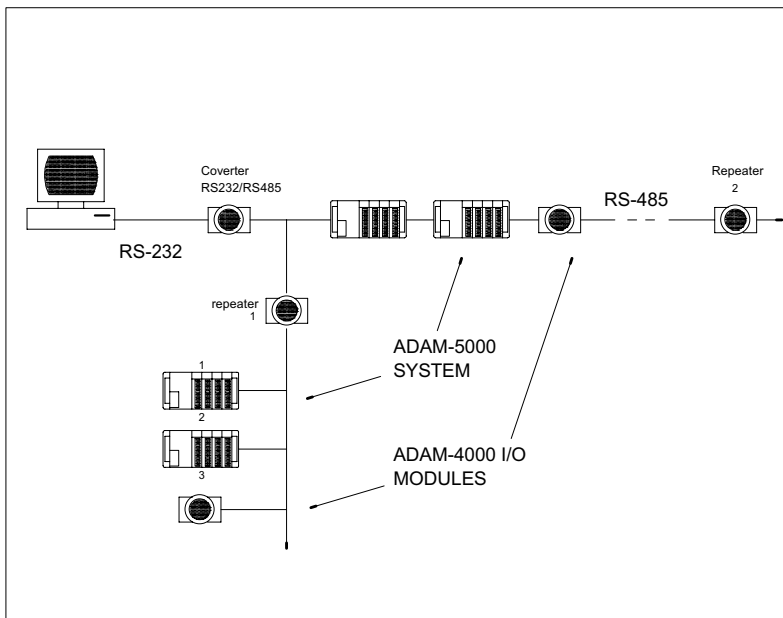 Coverter
RS232/RS485
Repeater
2
RS-485
RS-232
repeater
1
ADAM-5000
SYSTEM
1
2
3
ADAM-4000 I/O
MODULES